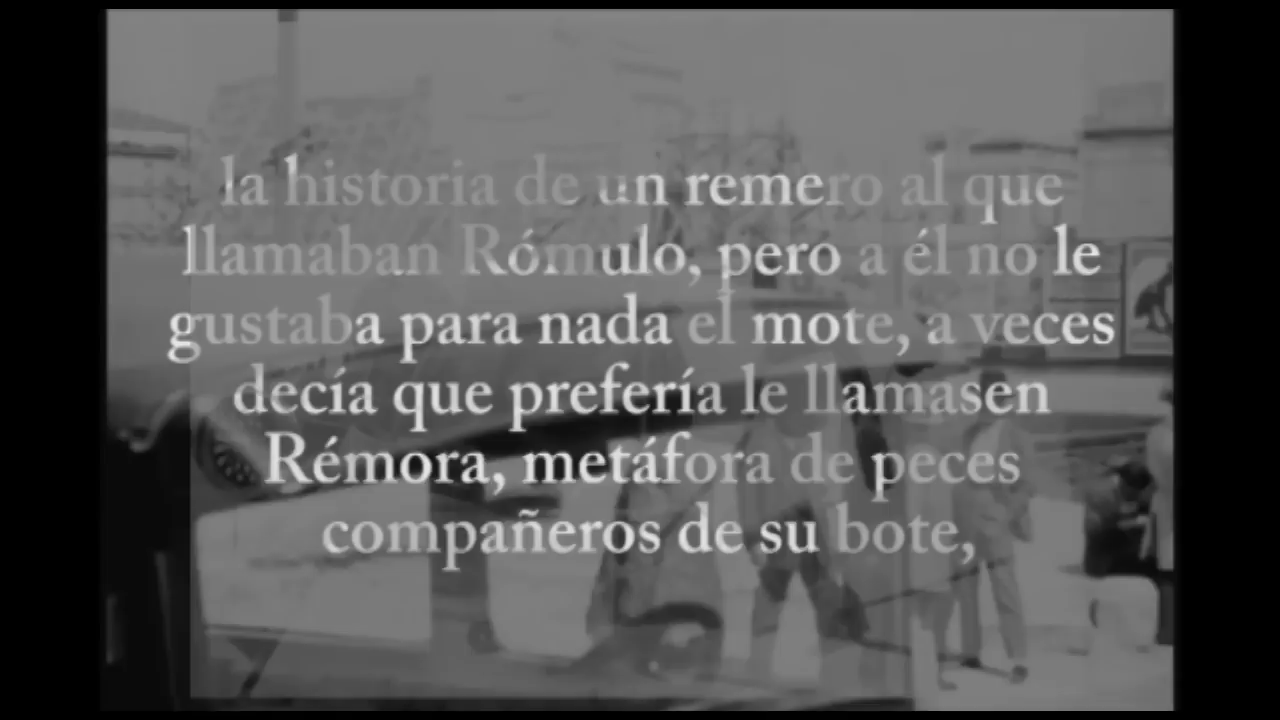 la historia de un remero al que
llamaban Rómulo, pero a él no le
gustaba para nada el mote, a veces
decía que prefería le llamasen
Rémora, metáfora de peces
compañeros de su bote,